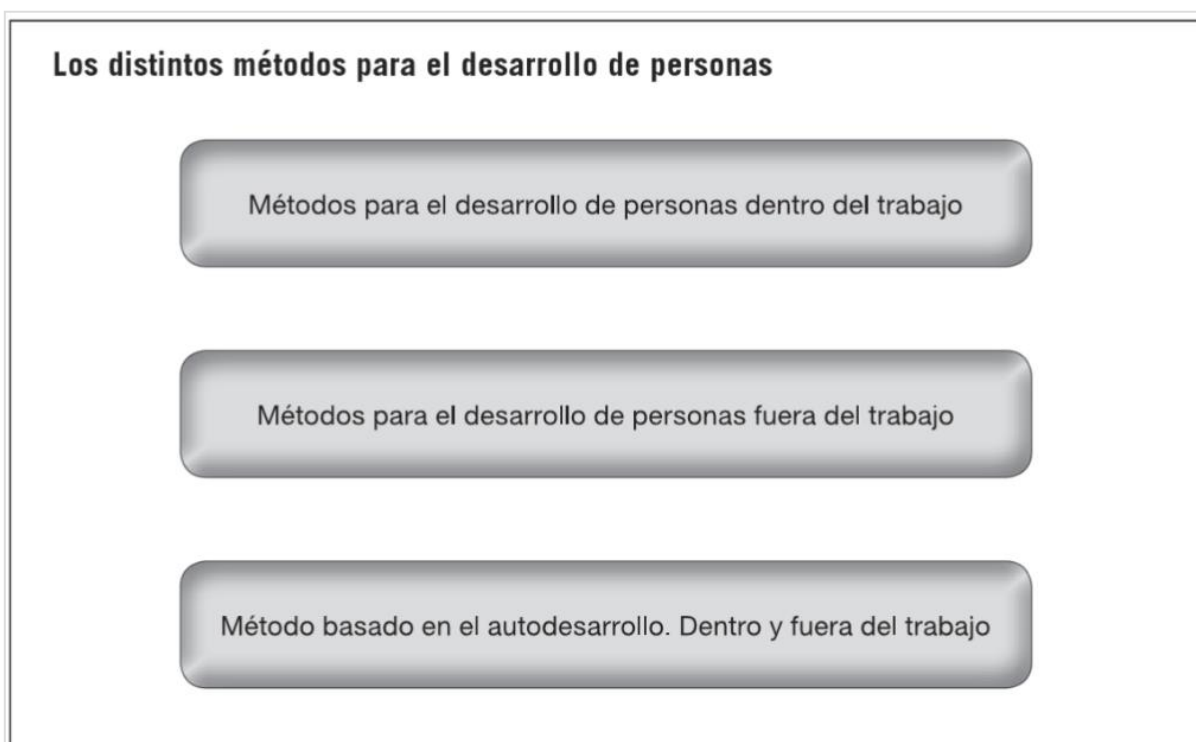 Los distintos métodos para el desarrollo de personas
Métodos para el desarrollo de personas dentro del trabajo
Métodos para el desarrollo de personas fuera del trabajo
Método basado en el autodesarrollo. Dentro y fuera del trabajo